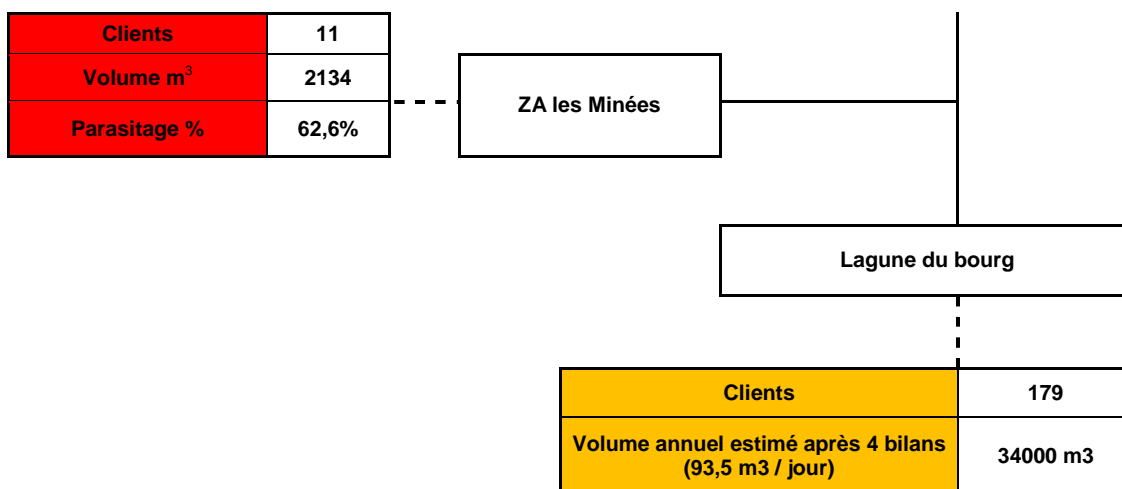 Clients 11
Volume m³ 2134
Parasitage % 62,6%
ZA les Minées
Lagune du bourg
Clients 179
Volume annuel estimé après 4 bilans
(93,5 m3 / jour) 34000 m3